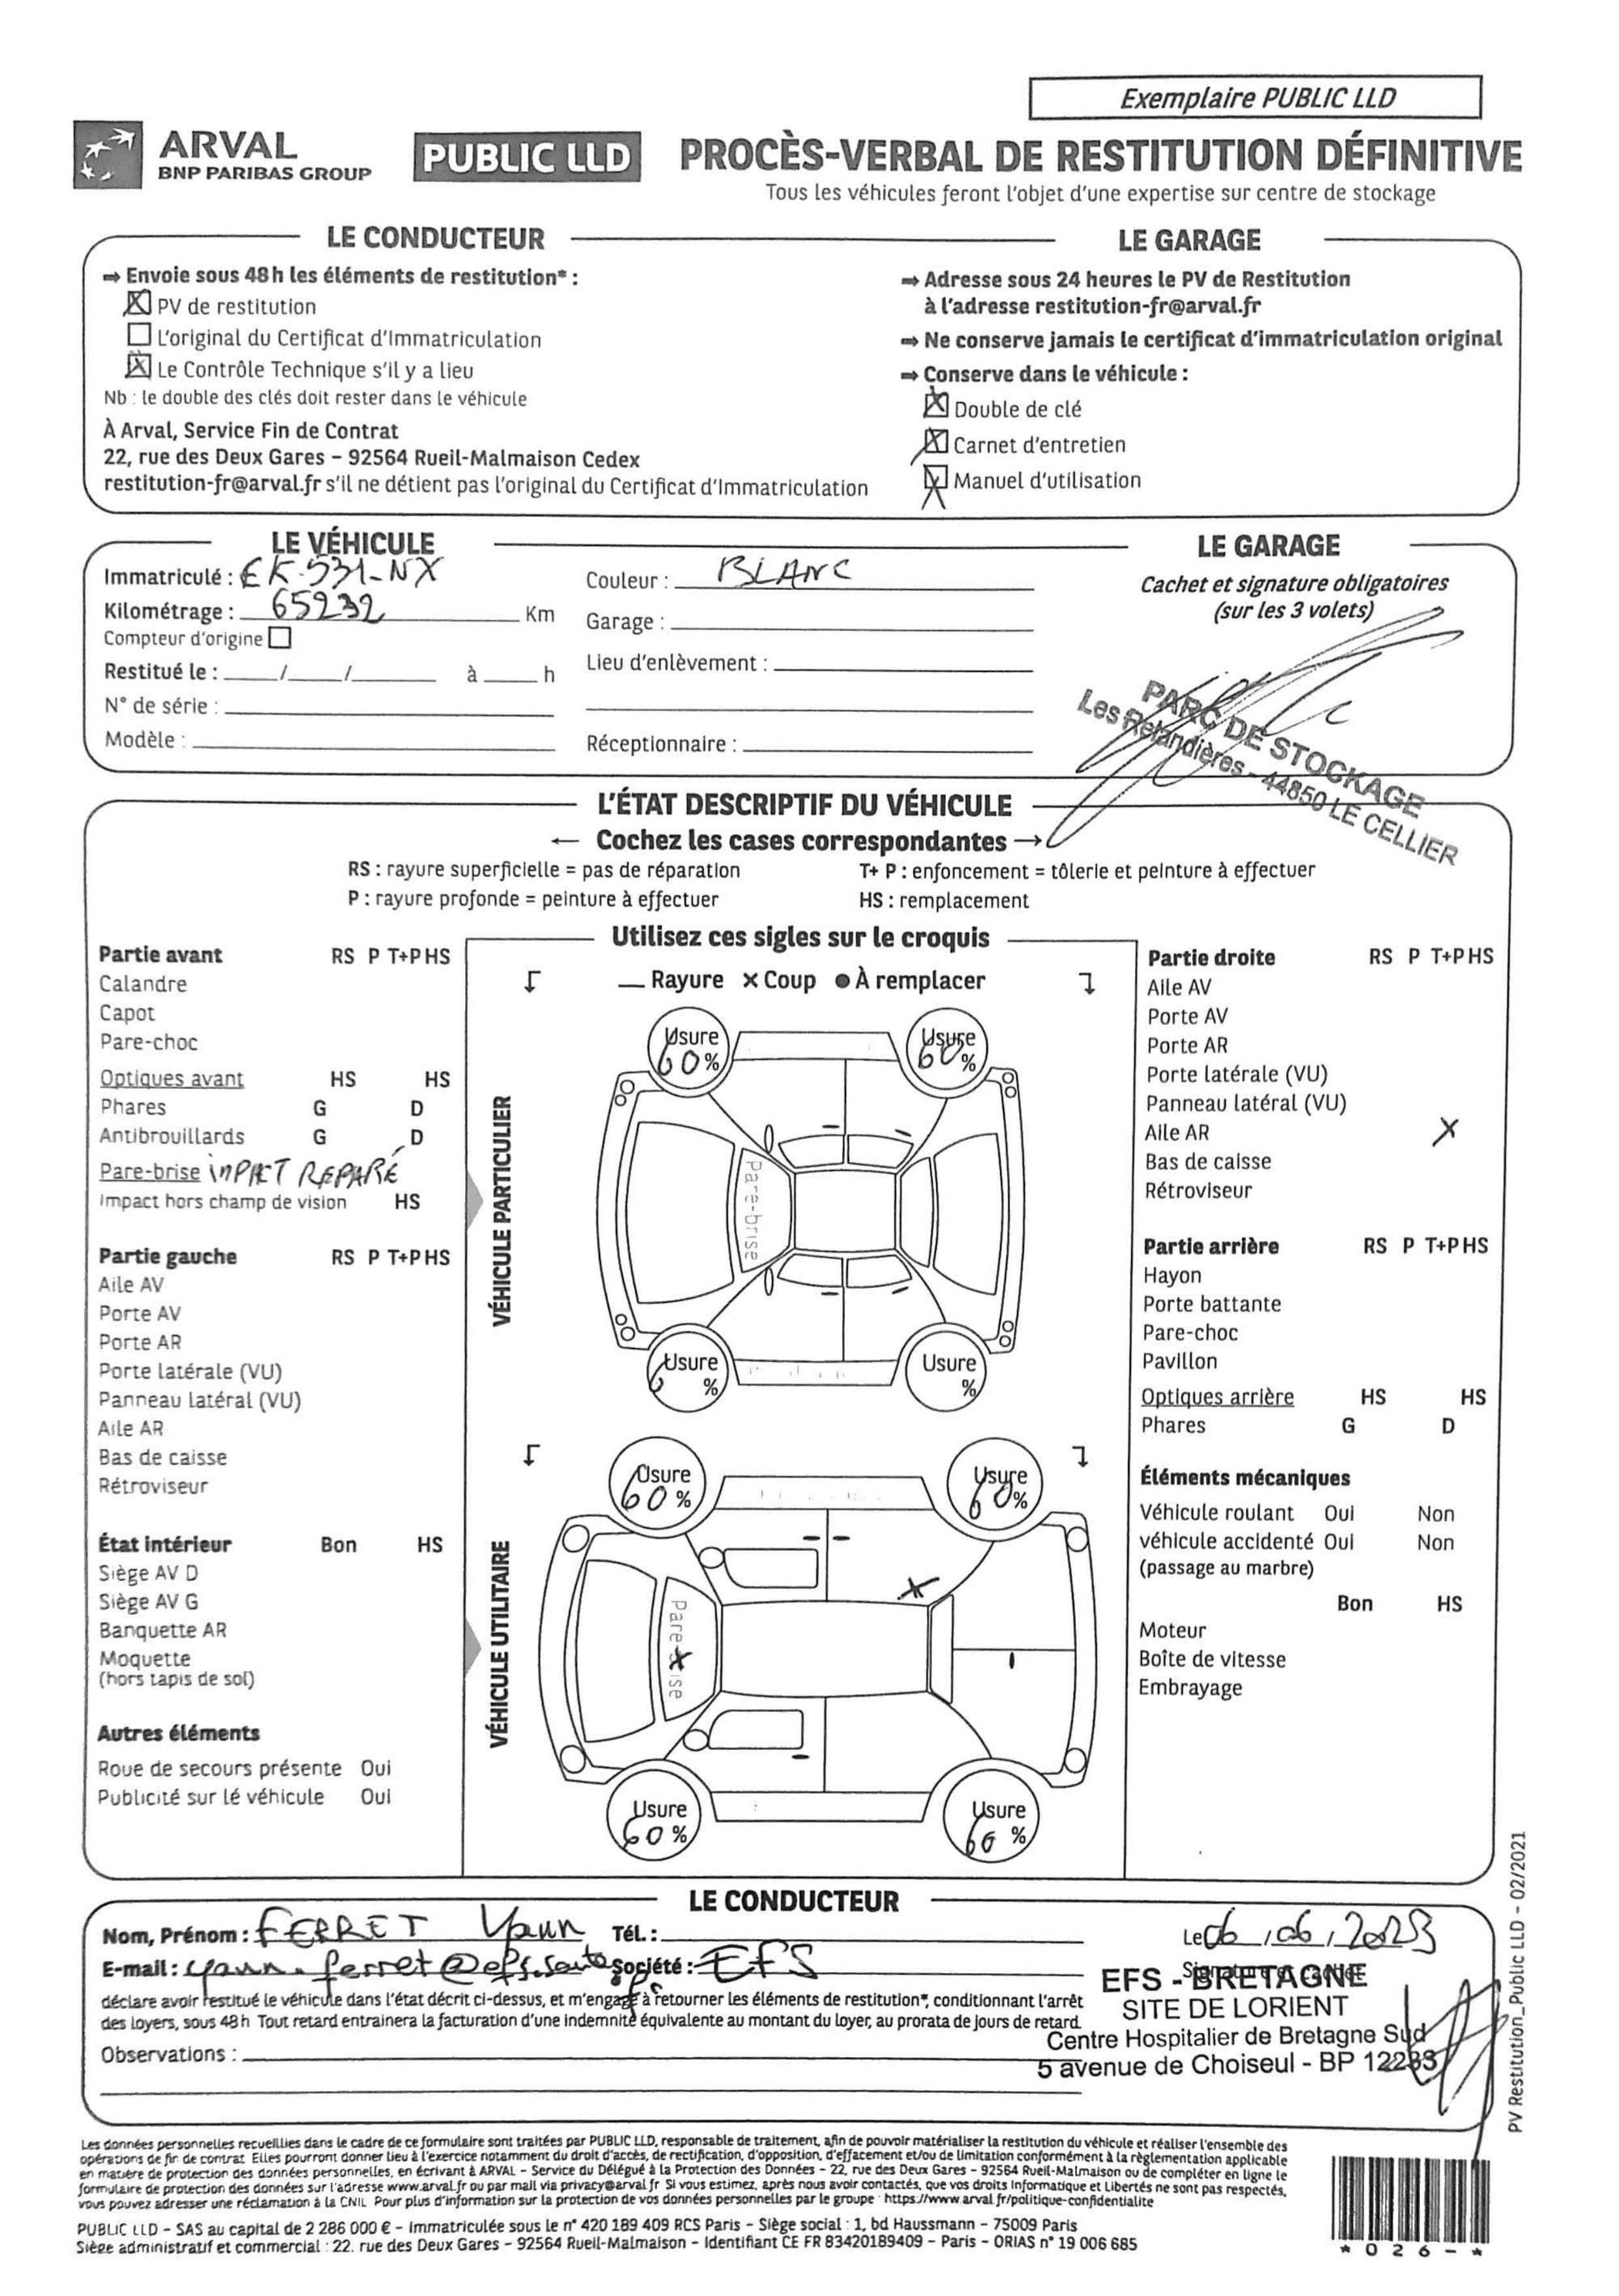 Exemplaire PUBLIC LLD
ARVAL
BNP PARIBAS GROUP
PUBLIC LLD
PROCÈS-VERBAL DE RESTITUTION DÉFINITIVE
Tous les véhicules feront l'objet d'une expertise sur centre de stockage
LE CONDUCTEUR
⇒ Envoie sous 48 h les éléments de restitution* :
☒ PV de restitution
☐ L'original du Certificat d'Immatriculation
☒ Le Contrôle Technique s'il y a lieu
Nb : le double des clés doit rester dans le véhicule
À Arval, Service Fin de Contrat
22, rue des Deux Gares – 92564 Rueil-Malmaison Cedex
restitution-fr@arval.fr s'il ne détient pas l'original du Certificat d'Immatriculation
LE GARAGE
⇒ Adresse sous 24 heures le PV de Restitution
à l'adresse restitution-fr@arval.fr
⇒ Ne conserve jamais le certificat d'immatriculation original
⇒ Conserve dans le véhicule :
☒ Double de clé
☒ Carnet d'entretien
☒ Manuel d'utilisation
LE VÉHICULE
Immatriculé : EK-531-NX
Kilométrage : 65232 Km
Compteur d'origine ☐
Restitué le : / / à h
N° de série :
Modèle :
Couleur : BLANC
Garage :
Lieu d'enlèvement :
Réceptionnaire :
LE GARAGE
Cachet et signature obligatoires
(sur les 3 volets)
PARC DE STOCKAGE
Les Relandières - 44850 LE CELLIER
L'ÉTAT DESCRIPTIF DU VÉHICULE
← Cochez les cases correspondantes →
RS : rayure superficielle = pas de réparation
P : rayure profonde = peinture à effectuer
T+ P : enfoncement = tôlerie et peinture à effectuer
HS : remplacement
Partie avant RS P T+P HS
Calandre
Capot
Pare-choc
Optiques avant HS HS
Phares G D
Antibrouillards G D
Pare-brise IMPACT REPARÉ
Impact hors champ de vision HS
Partie gauche RS P T+P HS
Aile AV
Porte AV
Porte AR
Porte latérale (VU)
Panneau latéral (VU)
Aile AR
Bas de caisse
Rétroviseur
État intérieur Bon HS
Siège AV D
Siège AV G
Banquette AR
Moquette
(hors tapis de sol)
Autres éléments
Roue de secours présente Oui
Publicité sur lé véhicule Oui
Utilisez ces sigles sur le croquis
— Rayure × Coup ● À remplacer
VÉHICULE PARTICULIER
Usure 60 %
Usure 60 %
Pare-brise
Usure 6 %
Usure %
VÉHICULE UTILITAIRE
Usure 60 %
Usure 60 %
Pare ise
Usure 60 %
Usure 60 %
Partie droite RS P T+P HS
Aile AV
Porte AV
Porte AR
Porte latérale (VU)
Panneau latéral (VU)
Aile AR X
Bas de caisse
Rétroviseur
Partie arrière RS P T+P HS
Hayon
Porte battante
Pare-choc
Pavillon
Optiques arrière HS HS
Phares G D
Éléments mécaniques
Véhicule roulant Oui Non
véhicule accidenté Oui Non
(passage au marbre)
Bon HS
Moteur
Boîte de vitesse
Embrayage
LE CONDUCTEUR
Nom, Prénom : FERRET Yann Tél. :
E-mail : yann.ferret@efs.sante.fr Société : EFS
déclare avoir restitué le véhicule dans l'état décrit ci-dessus, et m'engage à retourner les éléments de restitution*, conditionnant l'arrêt
des loyers, sous 48 h Tout retard entrainera la facturation d'une indemnité équivalente au montant du loyer, au prorata de jours de retard.
Observations :
Le 06 / 06 / 2023
Signature et cachet
EFS - BRETAGNE
SITE DE LORIENT
Centre Hospitalier de Bretagne Sud
5 avenue de Choiseul - BP 12233
PV Restitution_Public LLD - 02/2021
Les données personnelles recueillies dans le cadre de ce formulaire sont traitées par PUBLIC LLD, responsable de traitement, afin de pouvoir matérialiser la restitution du véhicule et réaliser l'ensemble des
opérations de fin de contrat Elles pourront donner lieu à l'exercice notamment du droit d'accès, de rectification, d'opposition, d'effacement et/ou de limitation conformément à la règlementation applicable
en matière de protection des données personnelles, en écrivant à ARVAL – Service du Délégué à la Protection des Données – 22, rue des Deux Gares - 92564 Rueil-Malmaison ou de compléter en ligne le
formulaire de protection des données sur l'adresse www.arval.fr ou par mail via privacy@arval.fr Si vous estimez, après nous avoir contactés, que vos droits Informatique et Libertés ne sont pas respectés,
vous pouvez adresser une réclamation à la CNIL Pour plus d'information sur la protection de vos données personnelles par le groupe : https://www.arval.fr/politique-confidentialite
PUBLIC LLD – SAS au capital de 2 286 000 € – Immatriculée sous le n° 420 189 409 RCS Paris – Siège social : 1, bd Haussmann – 75009 Paris
Siège administratif et commercial : 22. rue des Deux Gares – 92564 Rueil-Malmaison – Identifiant CE FR 83420189409 – Paris – ORIAS n° 19 006 685
* 0 2 6 - *